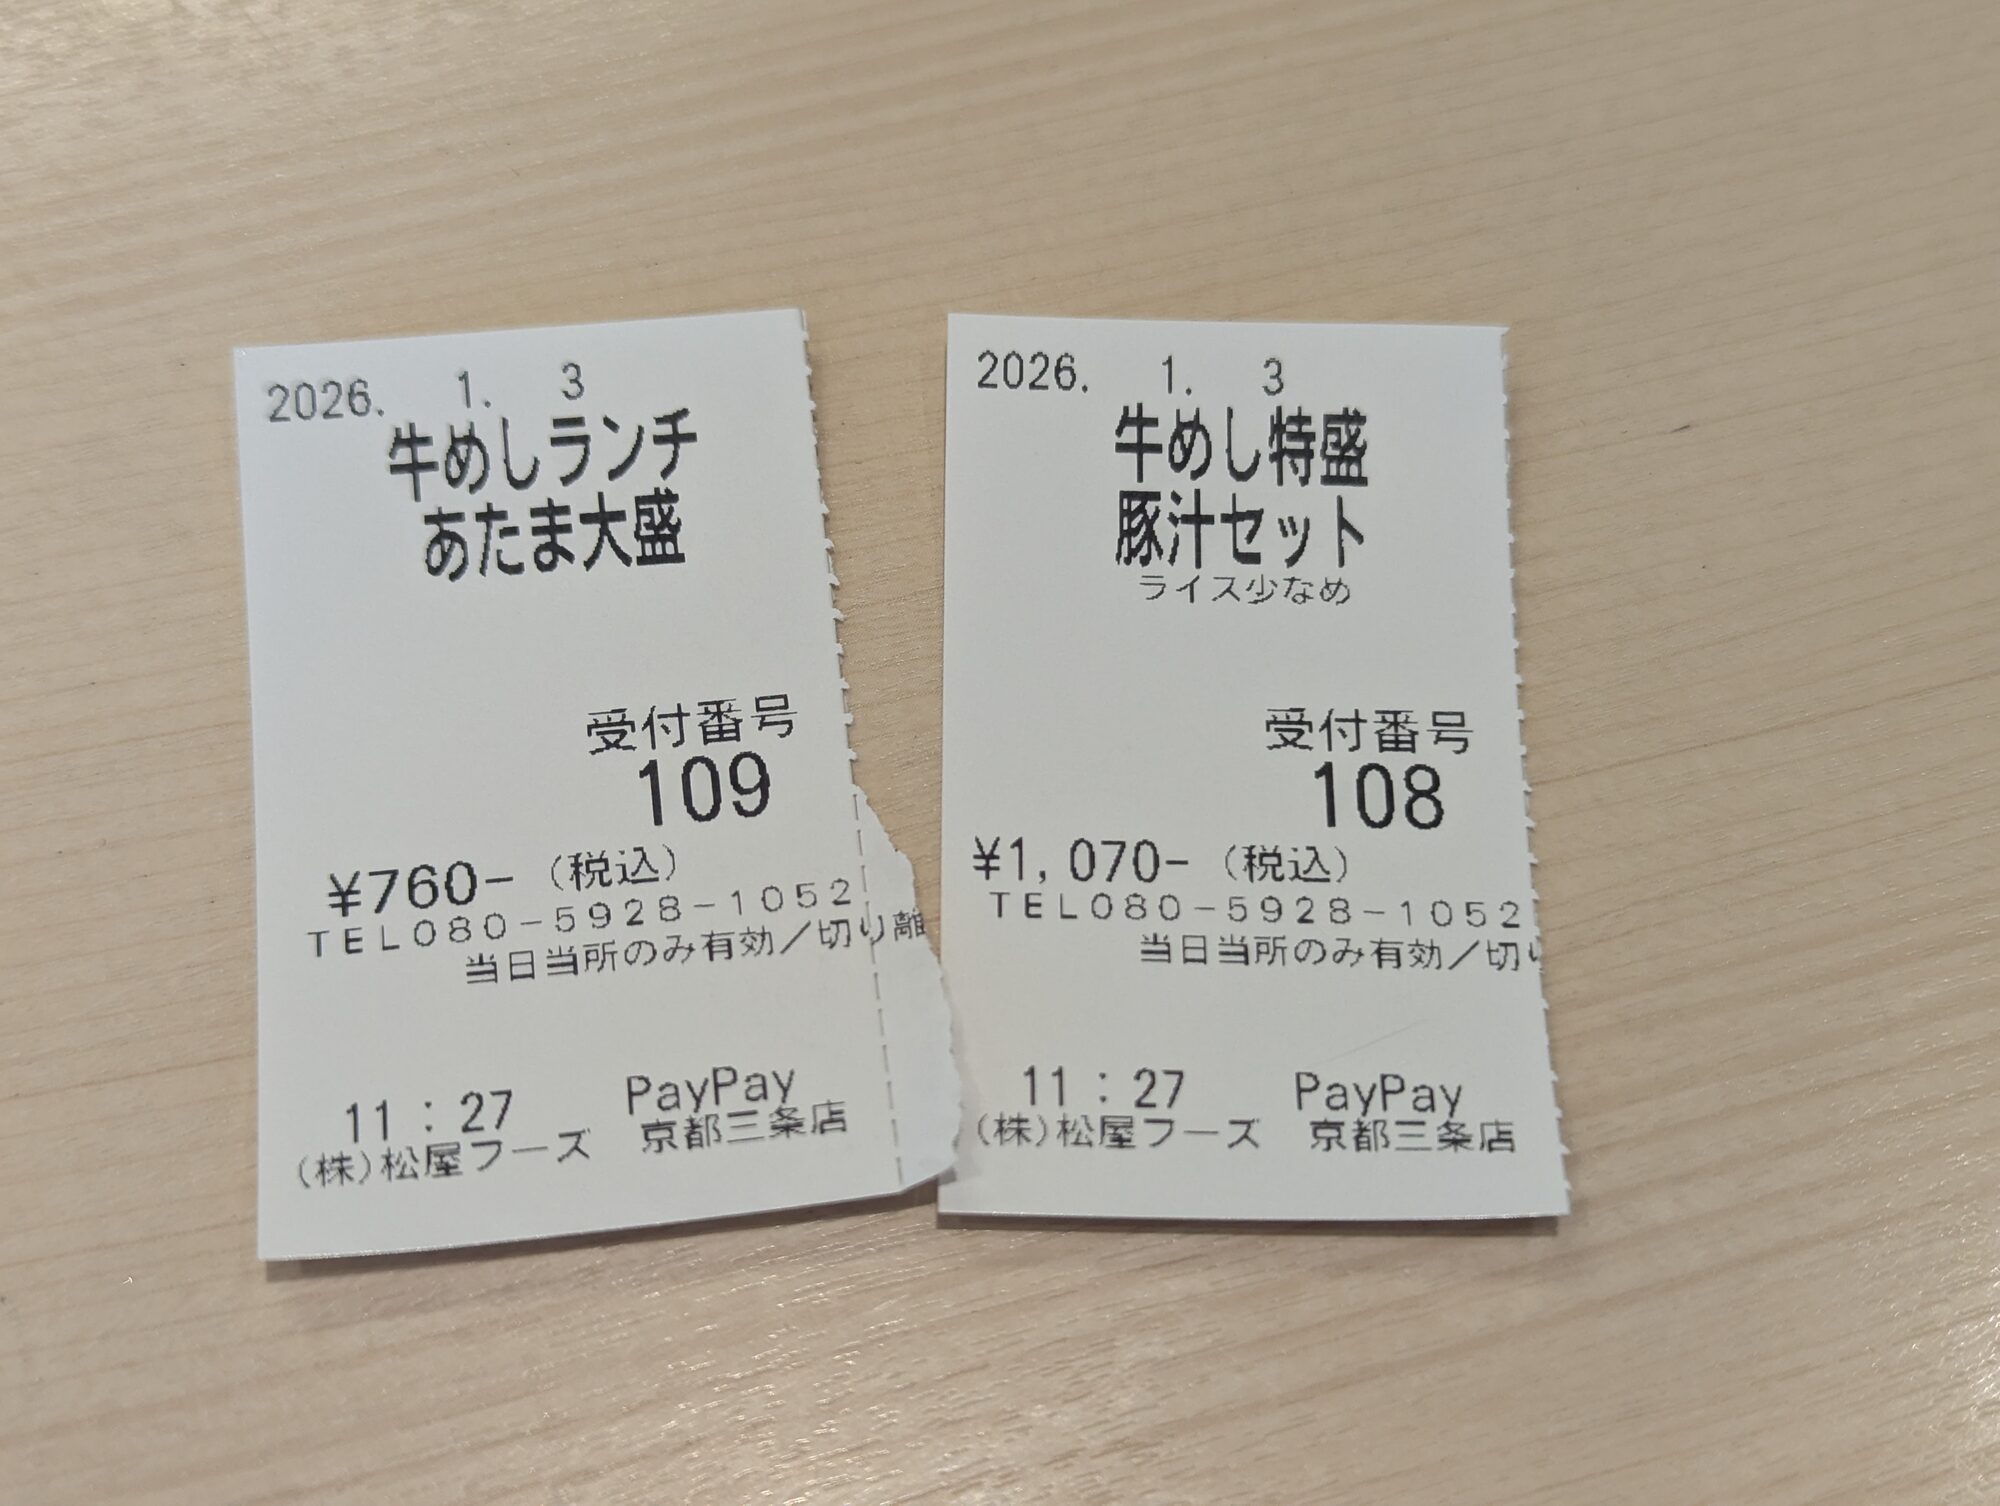 2026. 1. 3
牛めしランチ
あたま大盛
受付番号
109
¥760-（税込）
TEL080-5928-1052
当日当所のみ有効／切り離
11:27 PayPay
（株）松屋フーズ 京都三条店
2026. 1. 3
牛めし特盛
豚汁セット
ライス少なめ
受付番号
108
¥1,070-（税込）
TEL080-5928-1052
当日当所のみ有効／切り
11:27 PayPay
（株）松屋フーズ 京都三条店